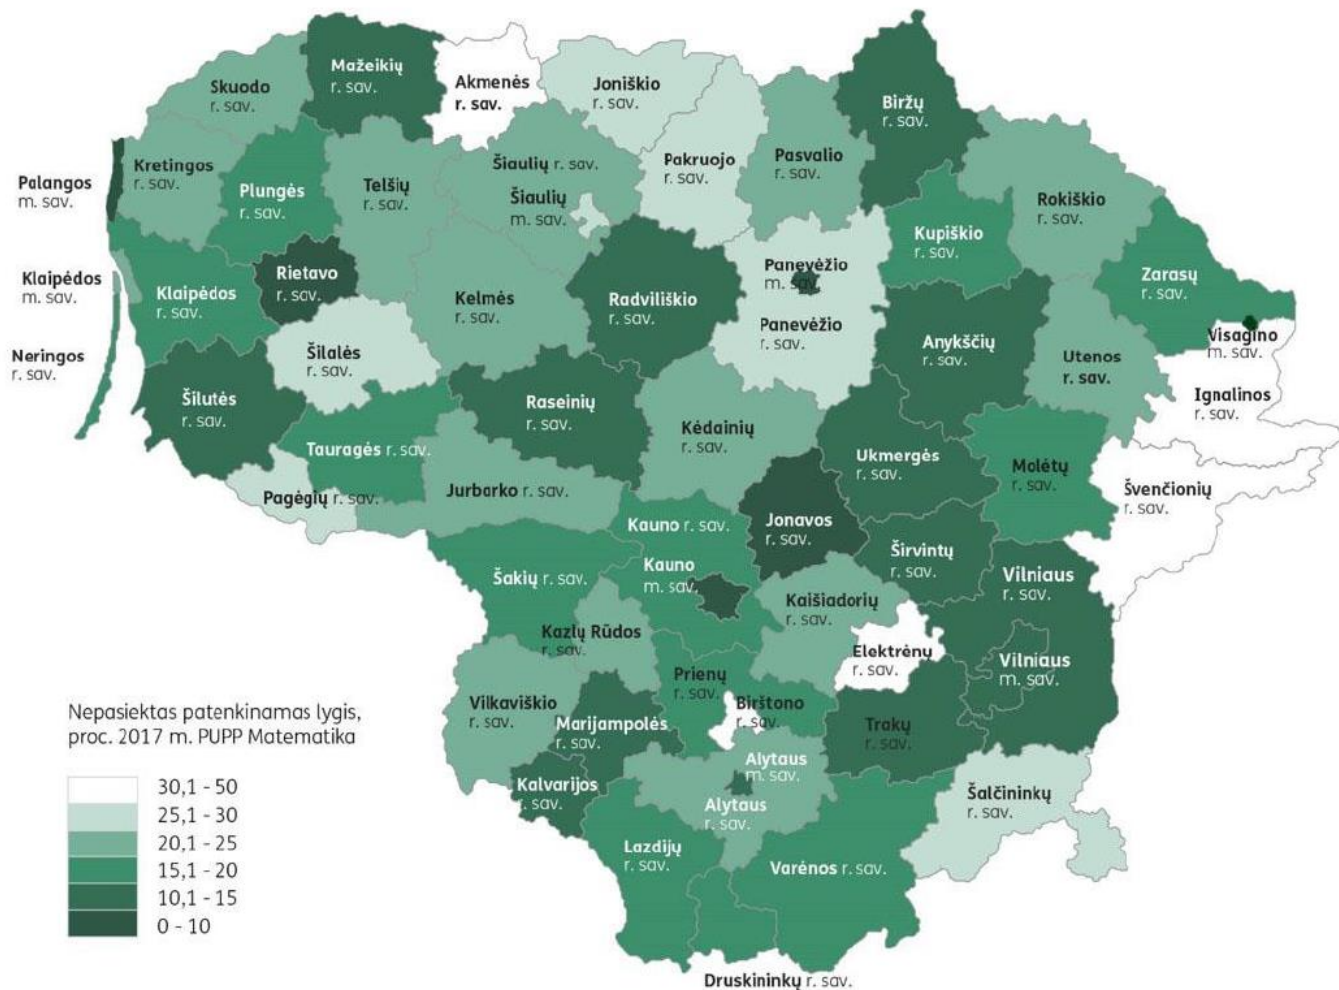 Skuodo
r. sav.
Mažeikių
r. sav.
Akmenės
r. sav.
Joniškio
r. sav.
Biržų
r. sav.
Palangos
m. sav.
Kretingos
r. sav.
Plungės
r. sav.
Telšių
r. sav.
Šiaulių r. sav.
Šiaulių
m. sav.
Pakruojo
r. sav.
Pasvalio
r. sav.
Rokiškio
r. sav.
Kupiškio
r. sav.
Klaipėdos
m. sav.
Klaipėdos
r. sav.
Rietavo
r. sav.
Kelmės
r. sav.
Radviliškio
r. sav.
Panevėžio
m. sav.
Panevėžio
r. sav.
Anykščių
r. sav.
Zarasų
r. sav.
Visagino
m. sav.
Utenos
r. sav.
Ignalinos
r. sav.
Neringos
r. sav.
Šilalės
r. sav.
Šilutės
r. sav.
Raseinių
r. sav.
Kėdainių
r. sav.
Tauragės r. sav.
Ukmergės
r. sav.
Molėtų
r. sav.
Švenčionių
r. sav.
Pagėgių r. sav.
Jurbarko r. sav.
Kauno r. sav.
Jonavos
r. sav.
Širvintų
r. sav.
Šakių r. sav.
Kauno
m. sav.
Vilniaus
r. sav.
Kaišiadorių
r. sav.
Kazlų Rūdos
r. sav.
Elektrėnų
r. sav.
Vilniaus
m. sav.
Prienų
r. sav.
Birštono
r. sav.
Vilkaviškio
r. sav.
Marijampolės
r. sav.
Trakų
r. sav.
Kalvarijos
r. sav.
Alytaus
m. sav.
Alytaus
r. sav.
Šalčininkų
r. sav.
Lazdijų
r. sav.
Varėnos r. sav.
Druskininkų r. sav.
Nepasiektas patenkinamas lygis,
proc. 2017 m. PUPP Matematika
30,1 - 50
25,1 - 30
20,1 - 25
15,1 - 20
10,1 - 15
0 - 10